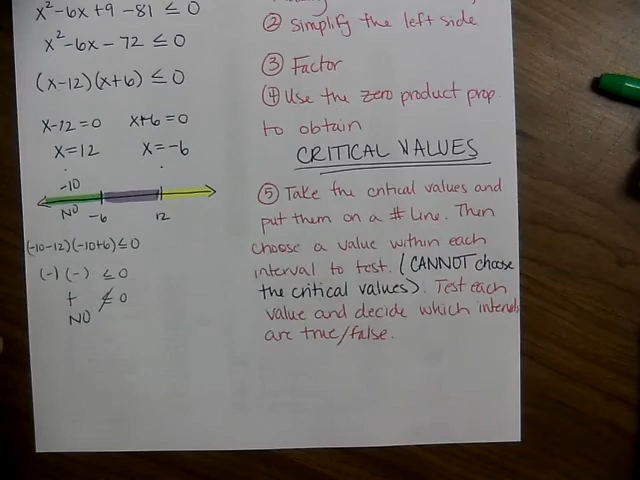 x² - 6x + 9 - 81 ≤ 0
x² - 6x - 72 ≤ 0
(x-12)(x+6) ≤ 0
x-12=0 x+6=0
x=12 x=-6
-10
NO -6 12
(-10-12)(-10+6) ≤ 0
(-)(-) ≤ 0
+ ≰ 0
NO
② Simplify the left side
③ Factor
④ Use the zero product prop.
to obtain
CRITICAL VALUES
⑤ Take the critical values and
put them on a # line. Then
choose a value within each
interval to test. (CANNOT choose
the critical values). Test each
value and decide which intervals
are true/false.